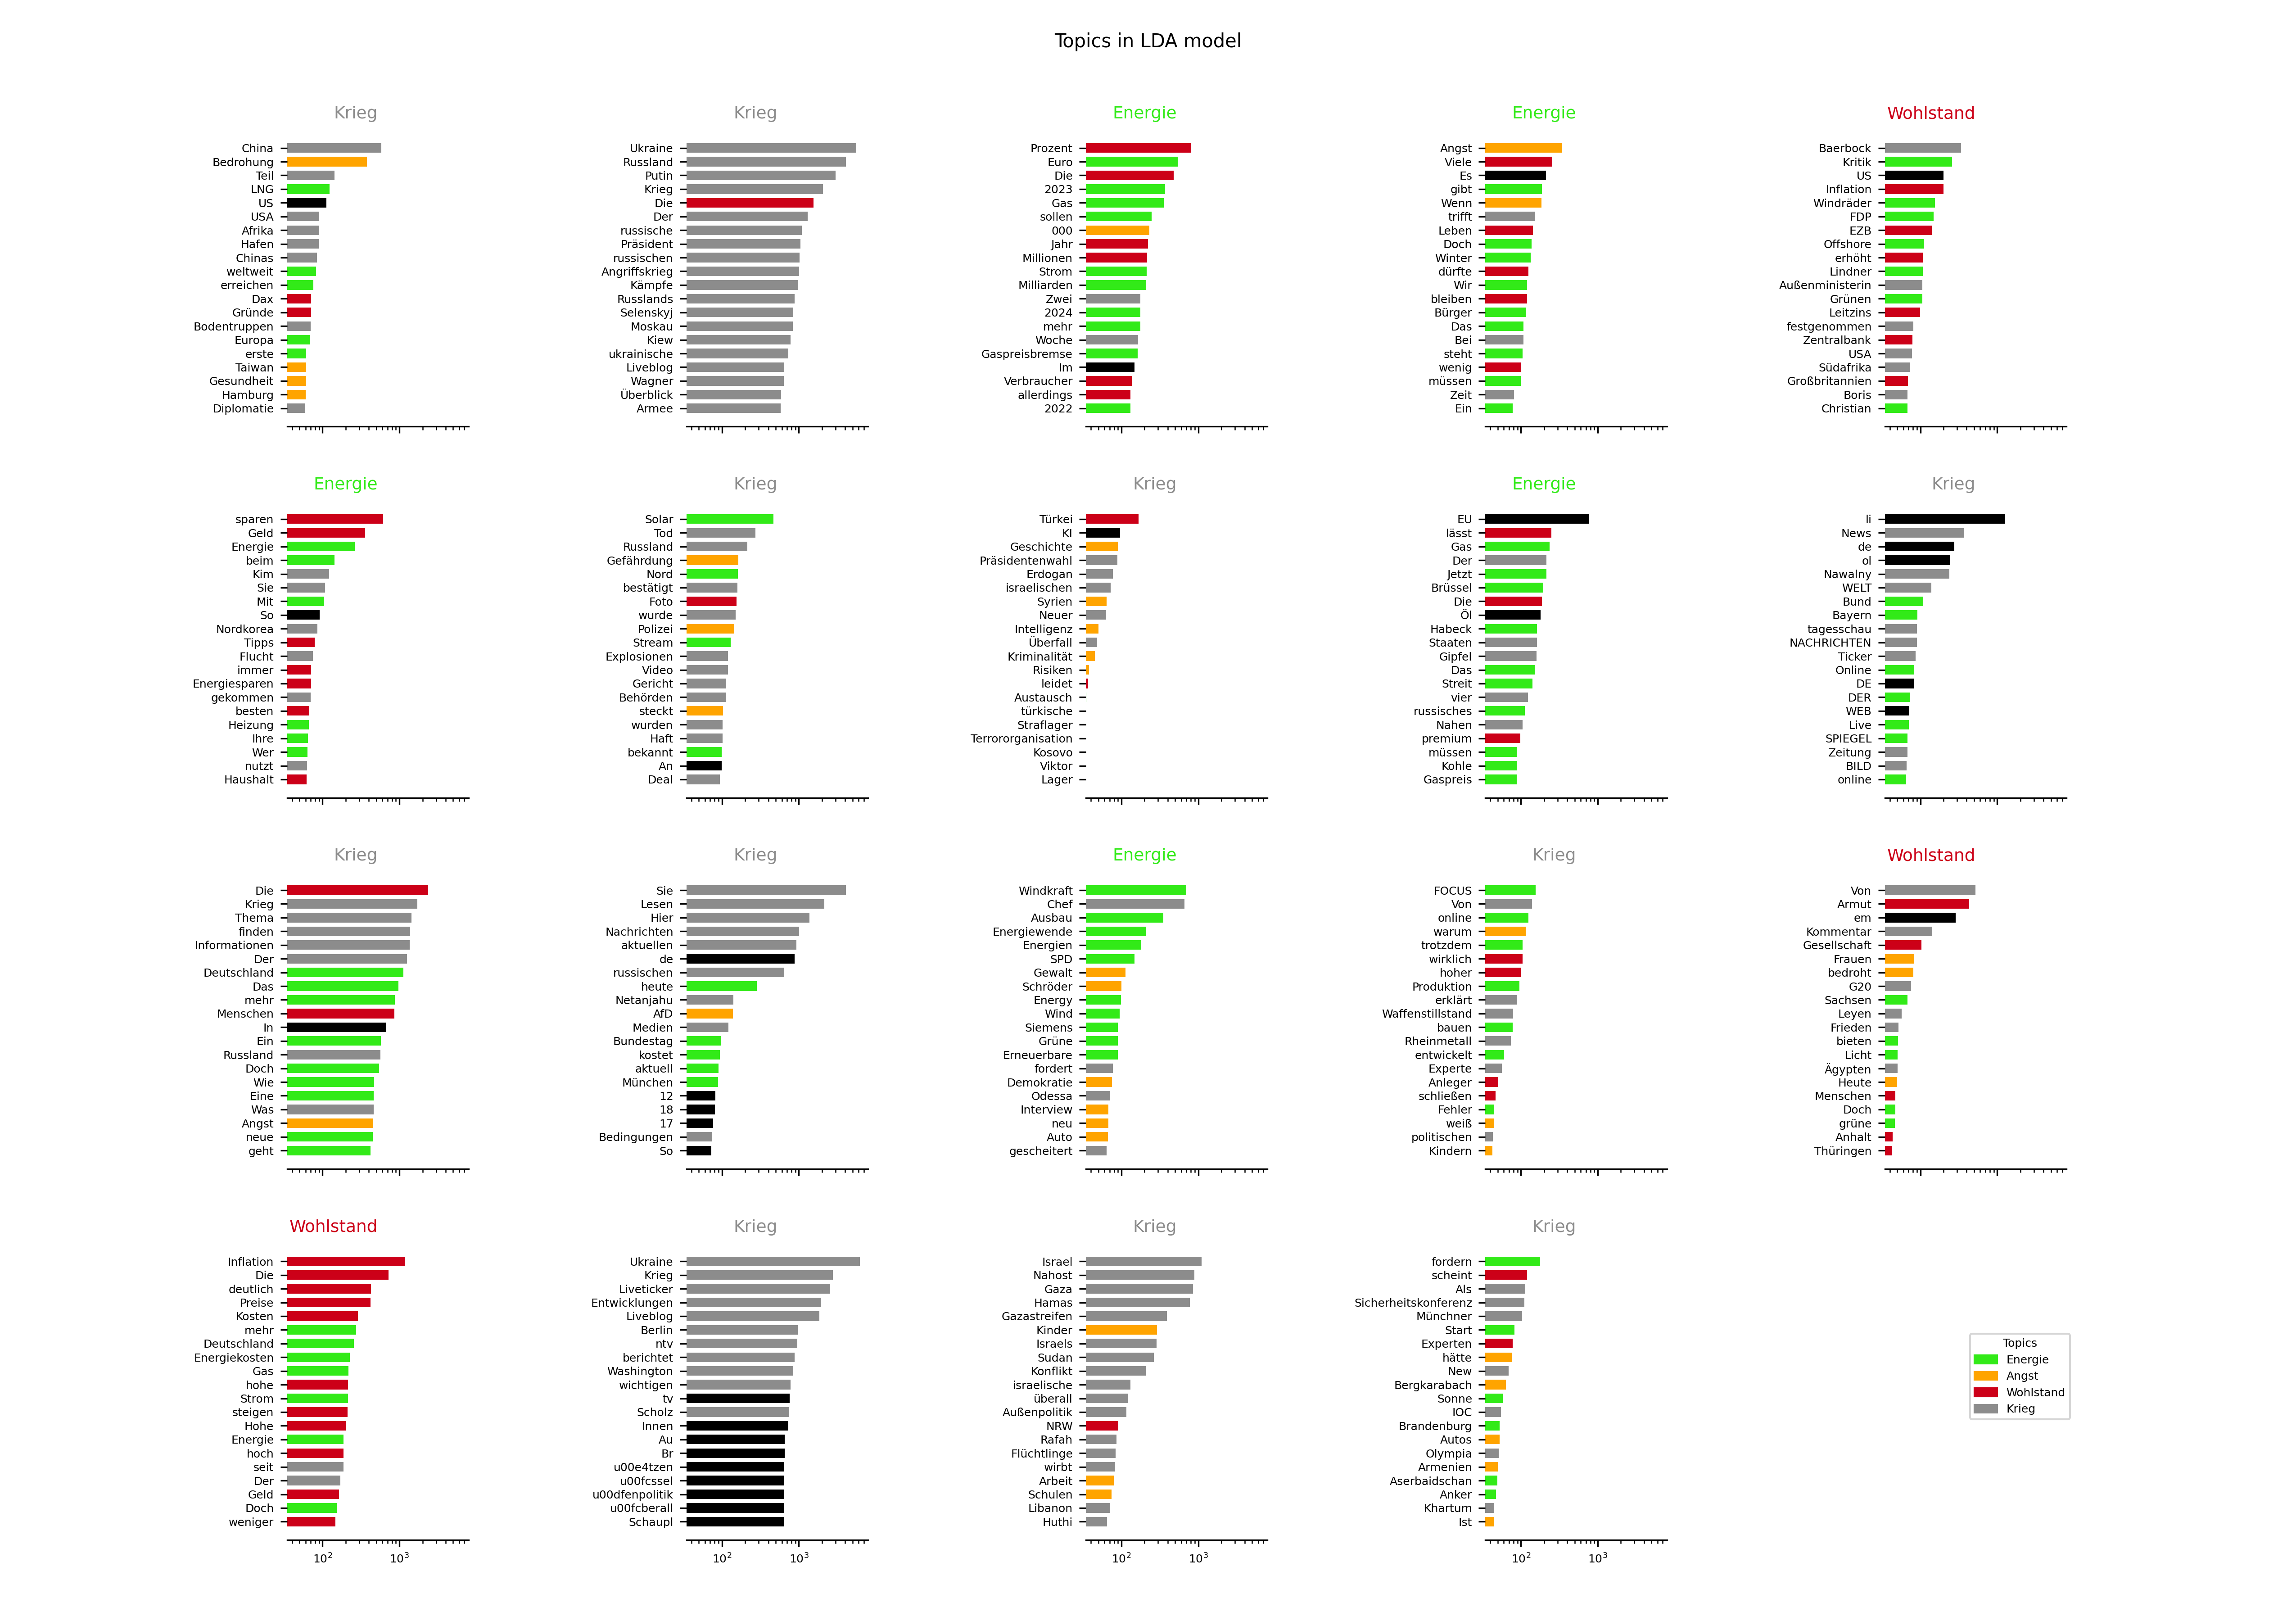 Topics in LDA model
Krieg
China
Bedrohung
Teil
LNG
US
USA
Afrika
Hafen
Chinas
weltweit
erreichen
Dax
Gründe
Bodentruppen
Europa
erste
Taiwan
Gesundheit
Hamburg
Diplomatie
Krieg
Ukraine
Russland
Putin
Krieg
Die
Der
russische
Präsident
russischen
Angriffskrieg
Kämpfe
Russlands
Selenskyj
Moskau
Kiew
ukrainische
Liveblog
Wagner
Überblick
Armee
Energie
Prozent
Euro
Die
2023
Gas
sollen
000
Jahr
Millionen
Strom
Milliarden
Zwei
2024
mehr
Woche
Gaspreisbremse
Im
Verbraucher
allerdings
2022
Energie
Angst
Viele
Es
gibt
Wenn
trifft
Leben
Doch
Winter
dürfte
Wir
bleiben
Bürger
Das
Bei
steht
wenig
müssen
Zeit
Ein
Wohlstand
Baerbock
Kritik
US
Inflation
Windräder
FDP
EZB
Offshore
erhöht
Lindner
Außenministerin
Grünen
Leitzins
festgenommen
Zentralbank
USA
Südafrika
Großbritannien
Boris
Christian
Energie
sparen
Geld
Energie
beim
Kim
Sie
Mit
So
Nordkorea
Tipps
Flucht
immer
Energiesparen
gekommen
besten
Heizung
Ihre
Wer
nutzt
Haushalt
Krieg
Solar
Tod
Russland
Gefährdung
Nord
bestätigt
Foto
wurde
Polizei
Stream
Explosionen
Video
Gericht
Behörden
steckt
wurden
Haft
bekannt
An
Deal
Krieg
Türkei
KI
Geschichte
Präsidentenwahl
Erdogan
israelischen
Syrien
Neuer
Intelligenz
Überfall
Kriminalität
Risiken
leidet
Austausch
türkische
Straflager
Terrororganisation
Kosovo
Viktor
Lager
Energie
EU
lässt
Gas
Der
Jetzt
Brüssel
Die
Öl
Habeck
Staaten
Gipfel
Das
Streit
vier
russisches
Nahen
premium
müssen
Kohle
Gaspreis
Krieg
li
News
de
ol
Nawalny
WELT
Bund
Bayern
tagesschau
NACHRICHTEN
Ticker
Online
DE
DER
WEB
Live
SPIEGEL
Zeitung
BILD
online
Krieg
Die
Krieg
Thema
finden
Informationen
Der
Deutschland
Das
mehr
Menschen
In
Ein
Russland
Doch
Wie
Eine
Was
Angst
neue
geht
Krieg
Sie
Lesen
Hier
Nachrichten
aktuellen
de
russischen
heute
Netanjahu
AfD
Medien
Bundestag
kostet
aktuell
München
12
18
17
Bedingungen
So
Energie
Windkraft
Chef
Ausbau
Energiewende
Energien
SPD
Gewalt
Schröder
Energy
Wind
Siemens
Grüne
Erneuerbare
fordert
Demokratie
Odessa
Interview
neu
Auto
gescheitert
Krieg
FOCUS
Von
online
warum
trotzdem
wirklich
hoher
Produktion
erklärt
Waffenstillstand
bauen
Rheinmetall
entwickelt
Experte
Anleger
schließen
Fehler
weiß
politischen
Kindern
Wohlstand
Von
Armut
em
Kommentar
Gesellschaft
Frauen
bedroht
G20
Sachsen
Leyen
Frieden
bieten
Licht
Ägypten
Heute
Menschen
Doch
grüne
Anhalt
Thüringen
Wohlstand
Inflation
Die
deutlich
Preise
Kosten
mehr
Deutschland
Energiekosten
Gas
hohe
Strom
steigen
Hohe
Energie
hoch
seit
Der
Geld
Doch
weniger
10² 10³
Krieg
Ukraine
Krieg
Liveticker
Entwicklungen
Liveblog
Berlin
ntv
berichtet
Washington
wichtigen
tv
Scholz
Innen
Au
Br
u00e4tzen
u00fcssel
u00dfenpolitik
u00fcberall
Schaupl
10² 10³
Krieg
Israel
Nahost
Gaza
Hamas
Gazastreifen
Kinder
Israels
Sudan
Konflikt
israelische
überall
Außenpolitik
NRW
Rafah
Flüchtlinge
wirbt
Arbeit
Schulen
Libanon
Huthi
10² 10³
Krieg
fordern
scheint
Als
Sicherheitskonferenz
Münchner
Start
Experten
hätte
New
Bergkarabach
Sonne
IOC
Brandenburg
Autos
Olympia
Armenien
Aserbaidschan
Anker
Khartum
Ist
10² 10³
Topics
Energie
Angst
Wohlstand
Krieg